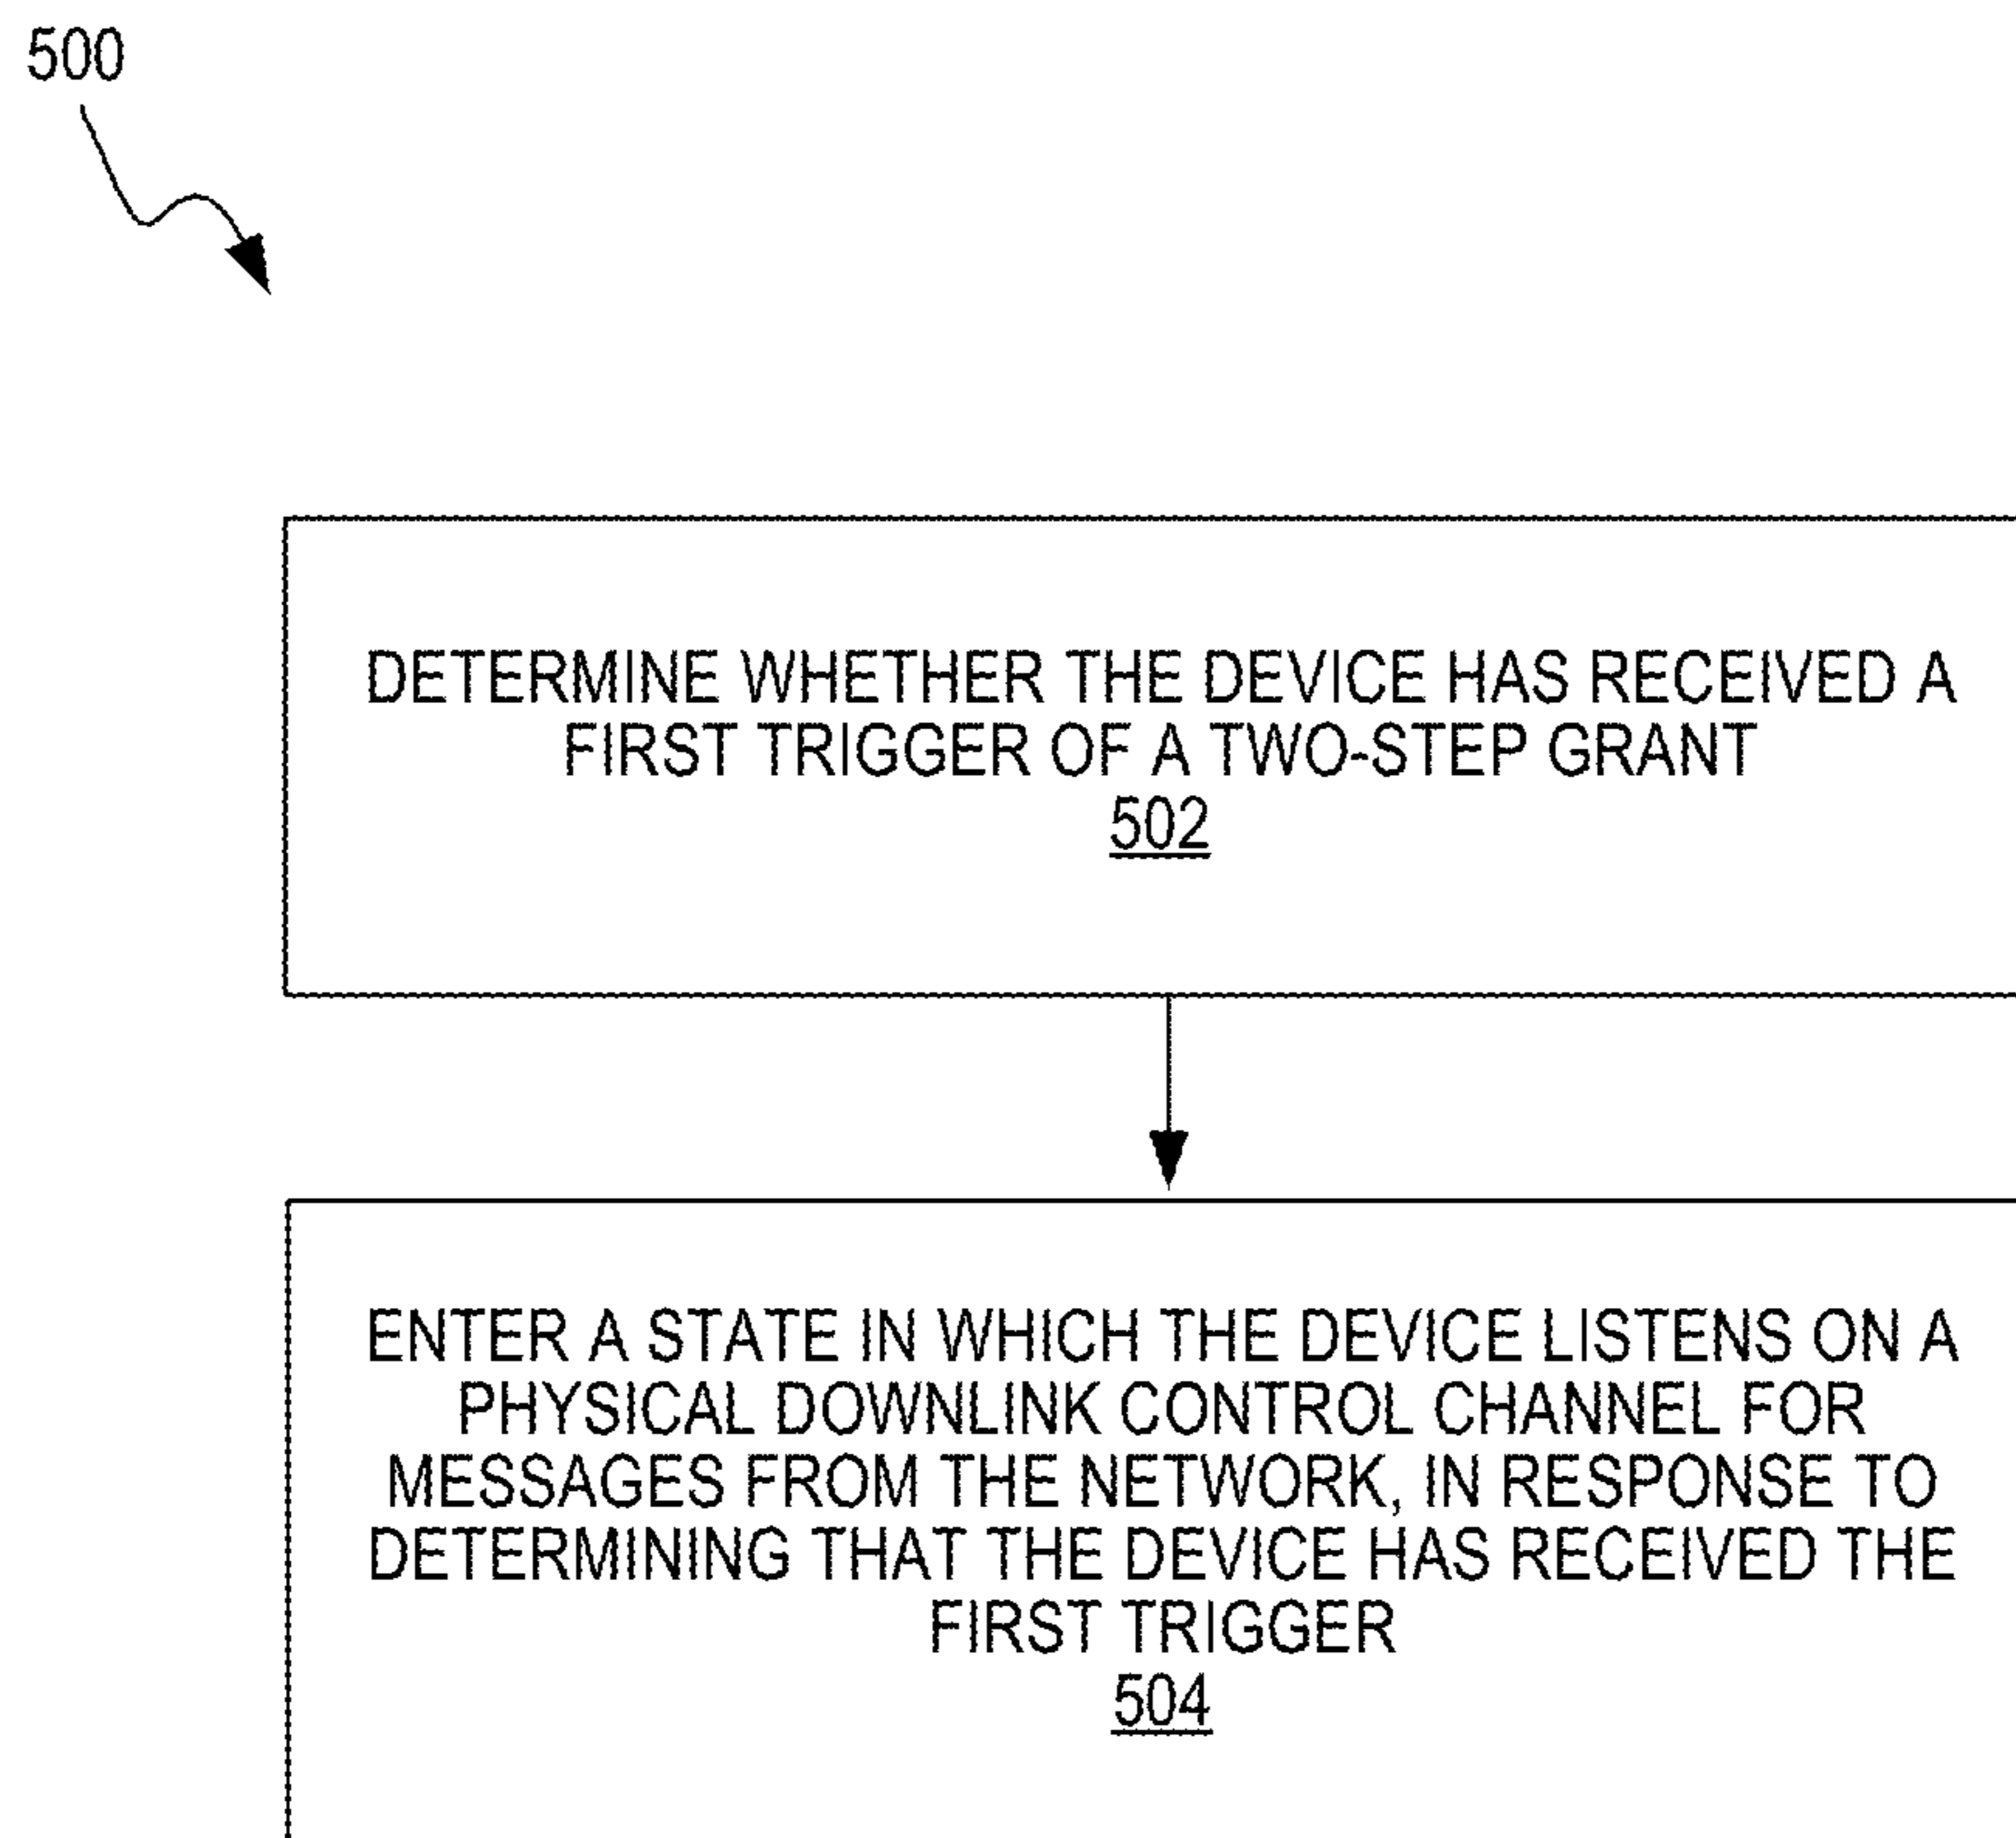 500
DETERMINE WHETHER THE DEVICE HAS RECEIVED A
FIRST TRIGGER OF A TWO-STEP GRANT
502
ENTER A STATE IN WHICH THE DEVICE LISTENS ON A
PHYSICAL DOWNLINK CONTROL CHANNEL FOR
MESSAGES FROM THE NETWORK, IN RESPONSE TO
DETERMINING THAT THE DEVICE HAS RECEIVED THE
FIRST TRIGGER
504